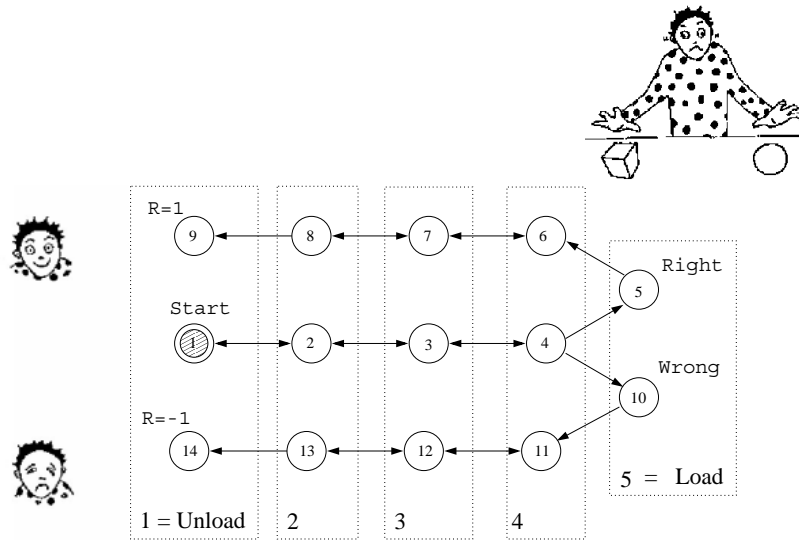 R=1
9 8 7 6
Right
5
Start
1 2 3 4
Wrong
10
R=-1
14 13 12 11
5 = Load
1 = Unload 2 3 4